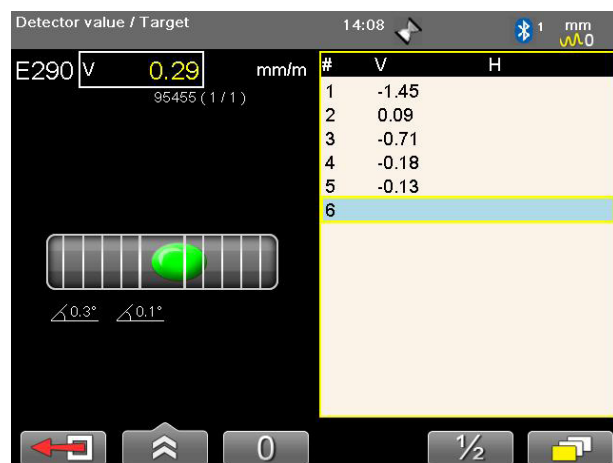 Detector value / Target 14:08 1 mm
0
E290 V 0.29 mm/m
95455 ( 1 / 1 )
# V H
1 -1.45
2 0.09
3 -0.71
4 -0.18
5 -0.13
6
0.3° 0.1°
0 ½